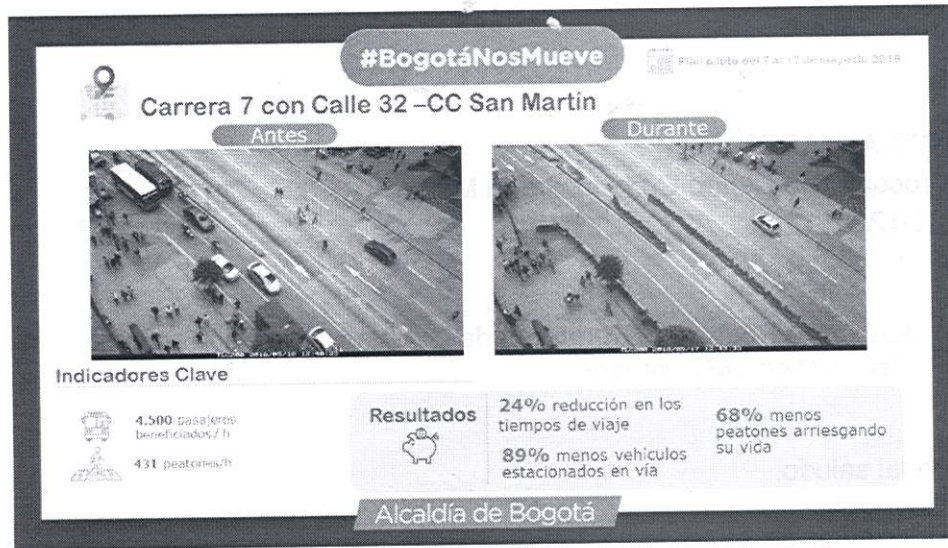 #BogotáNosMueve
Plan piloto del 7 al 17 de mayo de 2018
Carrera 7 con Calle 32 –CC San Martín
Antes
Durante
Indicadores Clave
4.500 pasajeros
beneficiados/ h
431 peatones/h
Resultados
24% reducción en los
tiempos de viaje
89% menos vehículos
estacionados en vía
68% menos
peatones arriesgando
su vida
al saludo.
Alcaldía de Bogotá